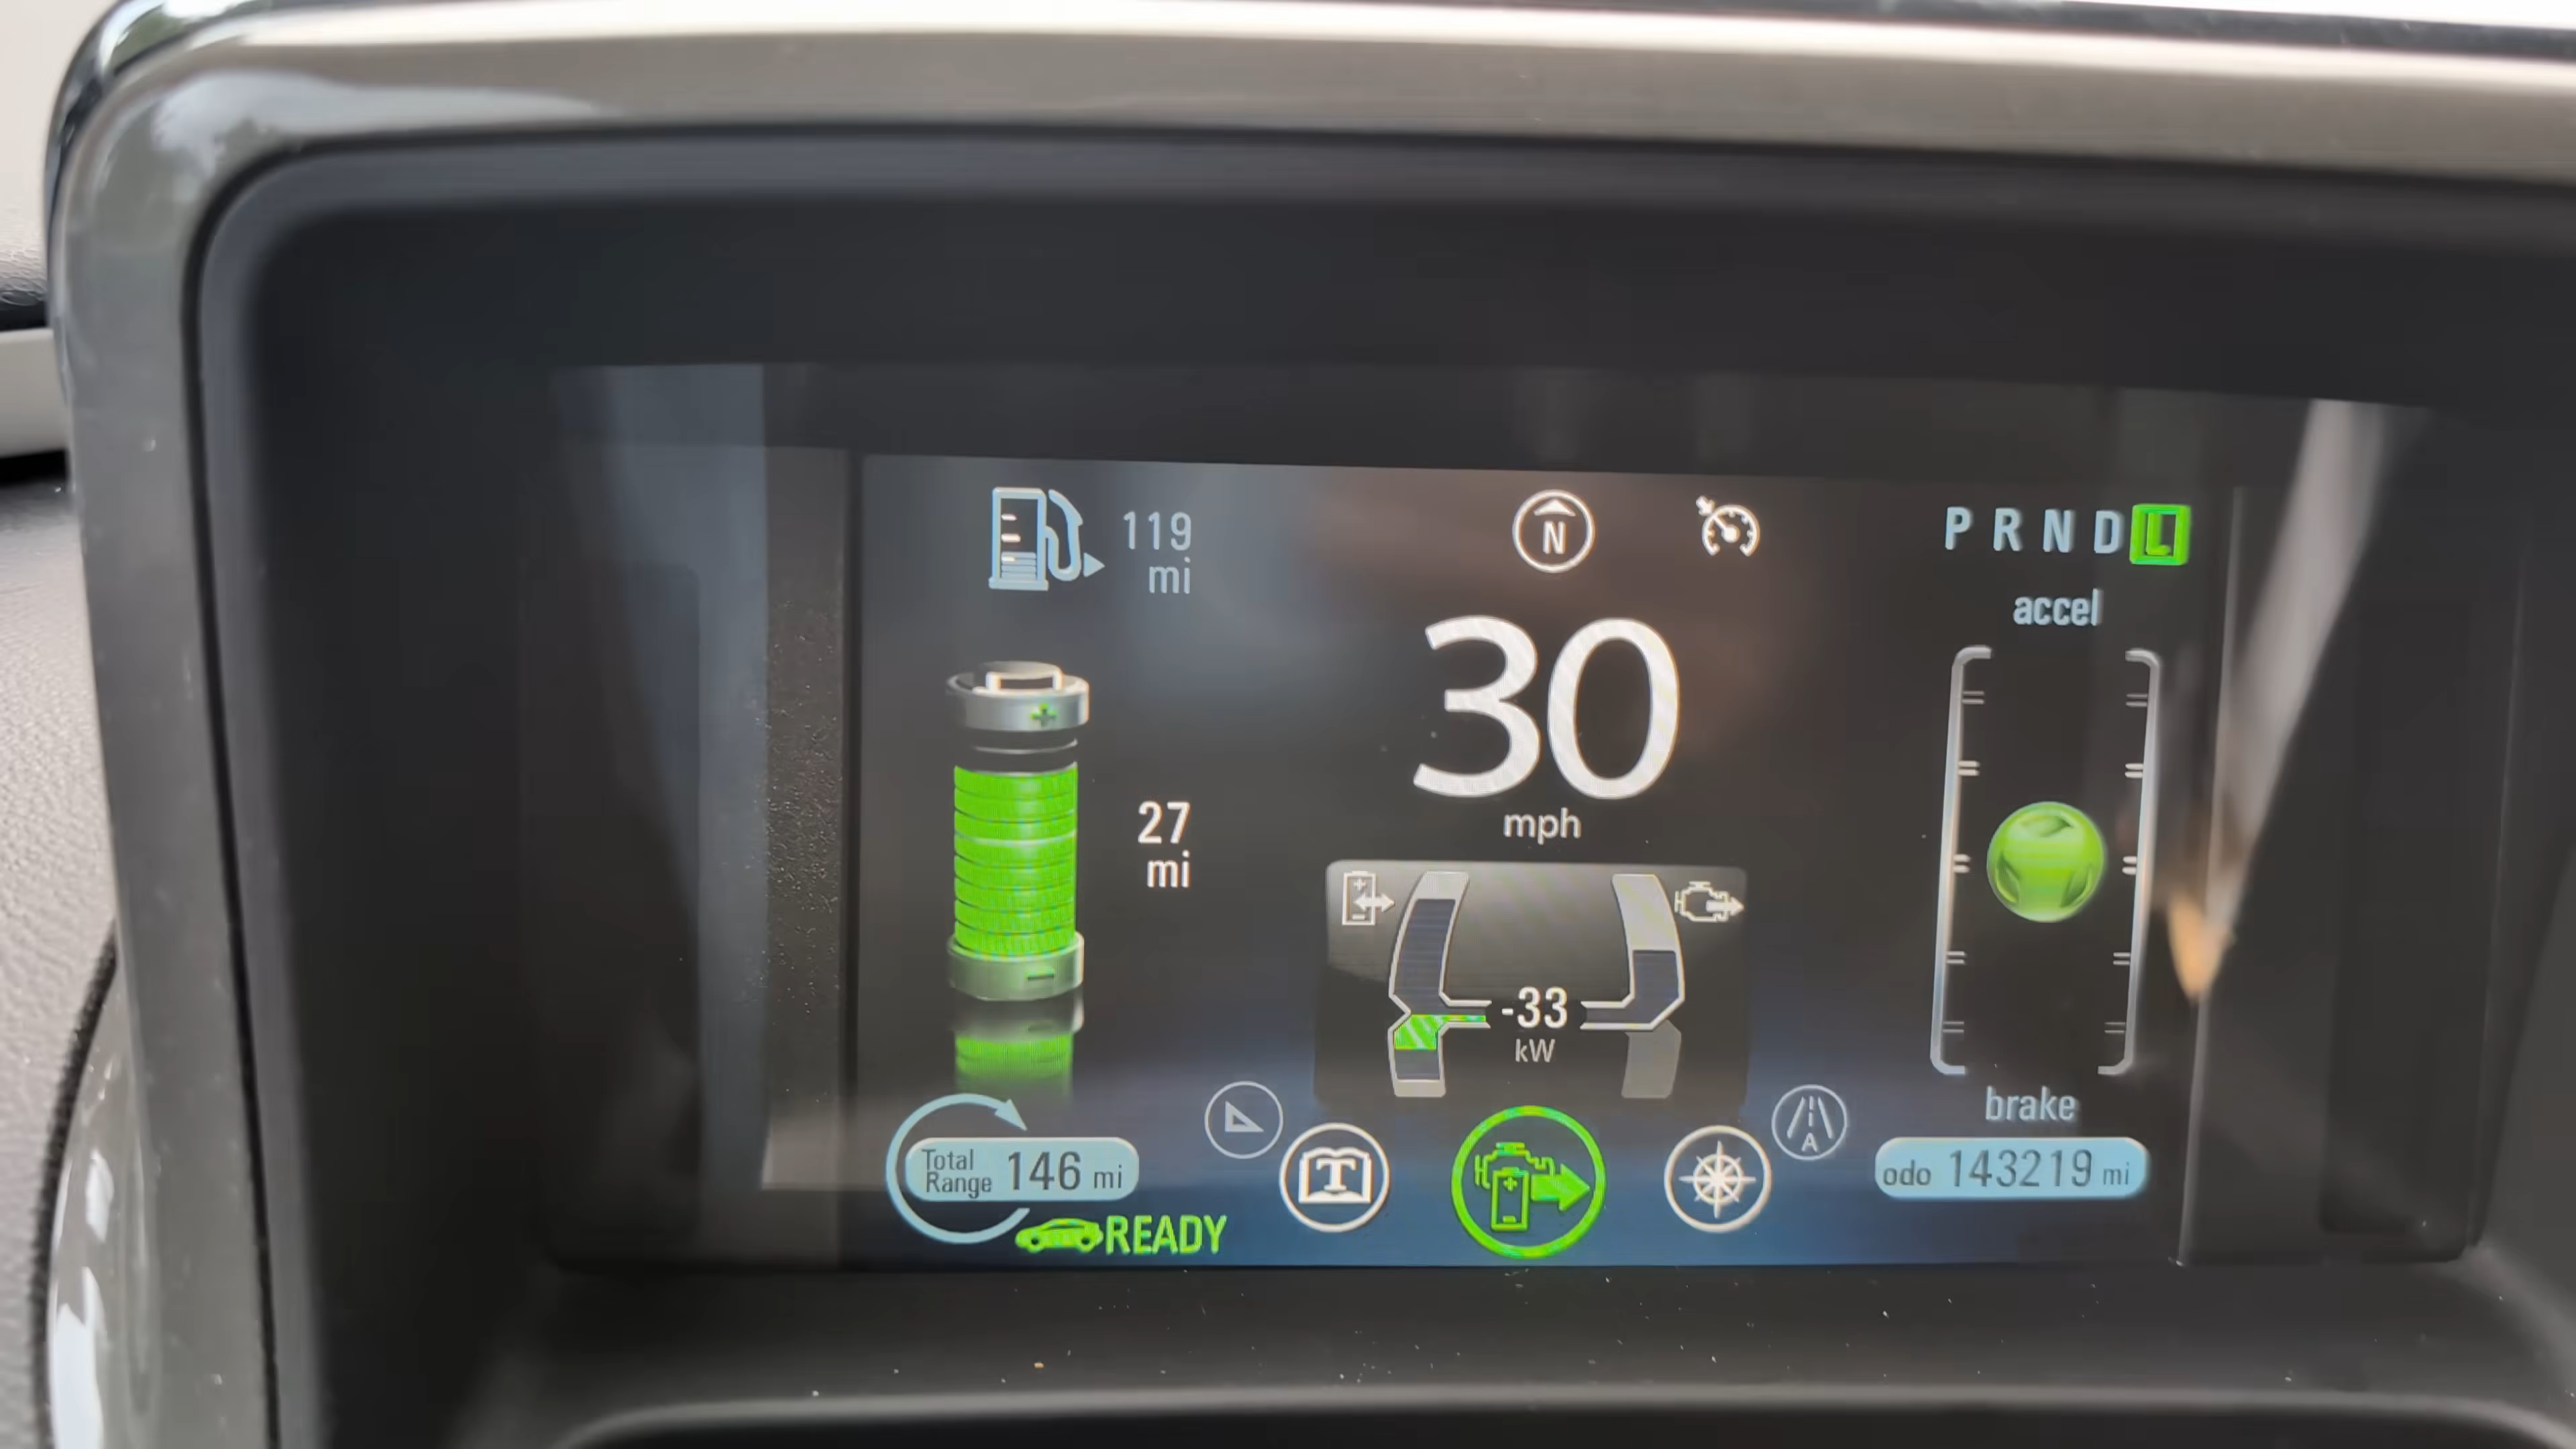 119
mi
N
P R N D L
accel
30
mph
27
mi
-33
kW
brake
Total
Range 146 mi
T
A
odo 143219 mi
READY